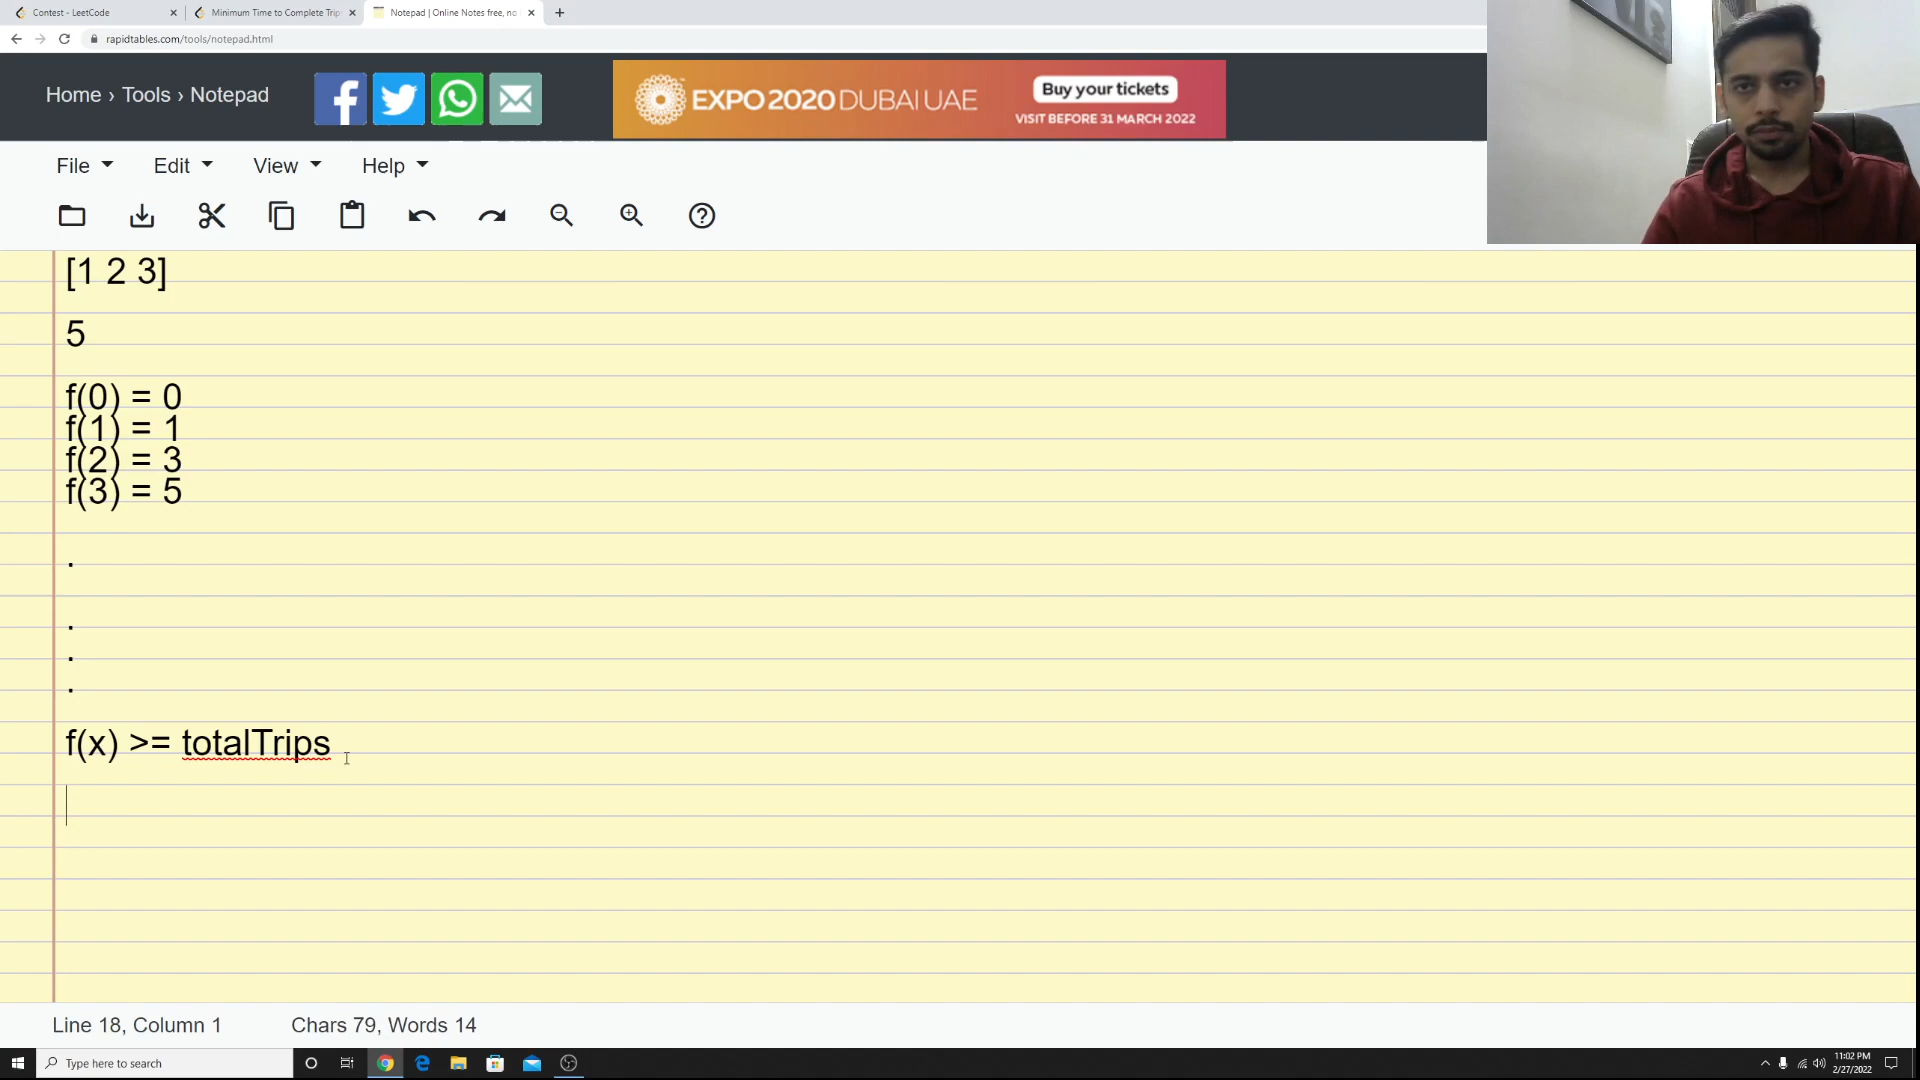 Contest - LeetCode
Minimum Time to Complete Trip
Notepad | Online Notes free, no
rapidtables.com/tools/notepad.html
Home › Tools › Notepad
EXPO 2020 DUBAI UAE
Buy your tickets
VISIT BEFORE 31 MARCH 2022
File
Edit
View
Help
[1 2 3]
5
f(0) = 0
f(1) = 1
f(2) = 3
f(3) = 5
.
.
.
.
f(x) >= totalTrips
Line 18, Column 1
Chars 79, Words 14
Type here to search
11:02 PM
2/27/2022